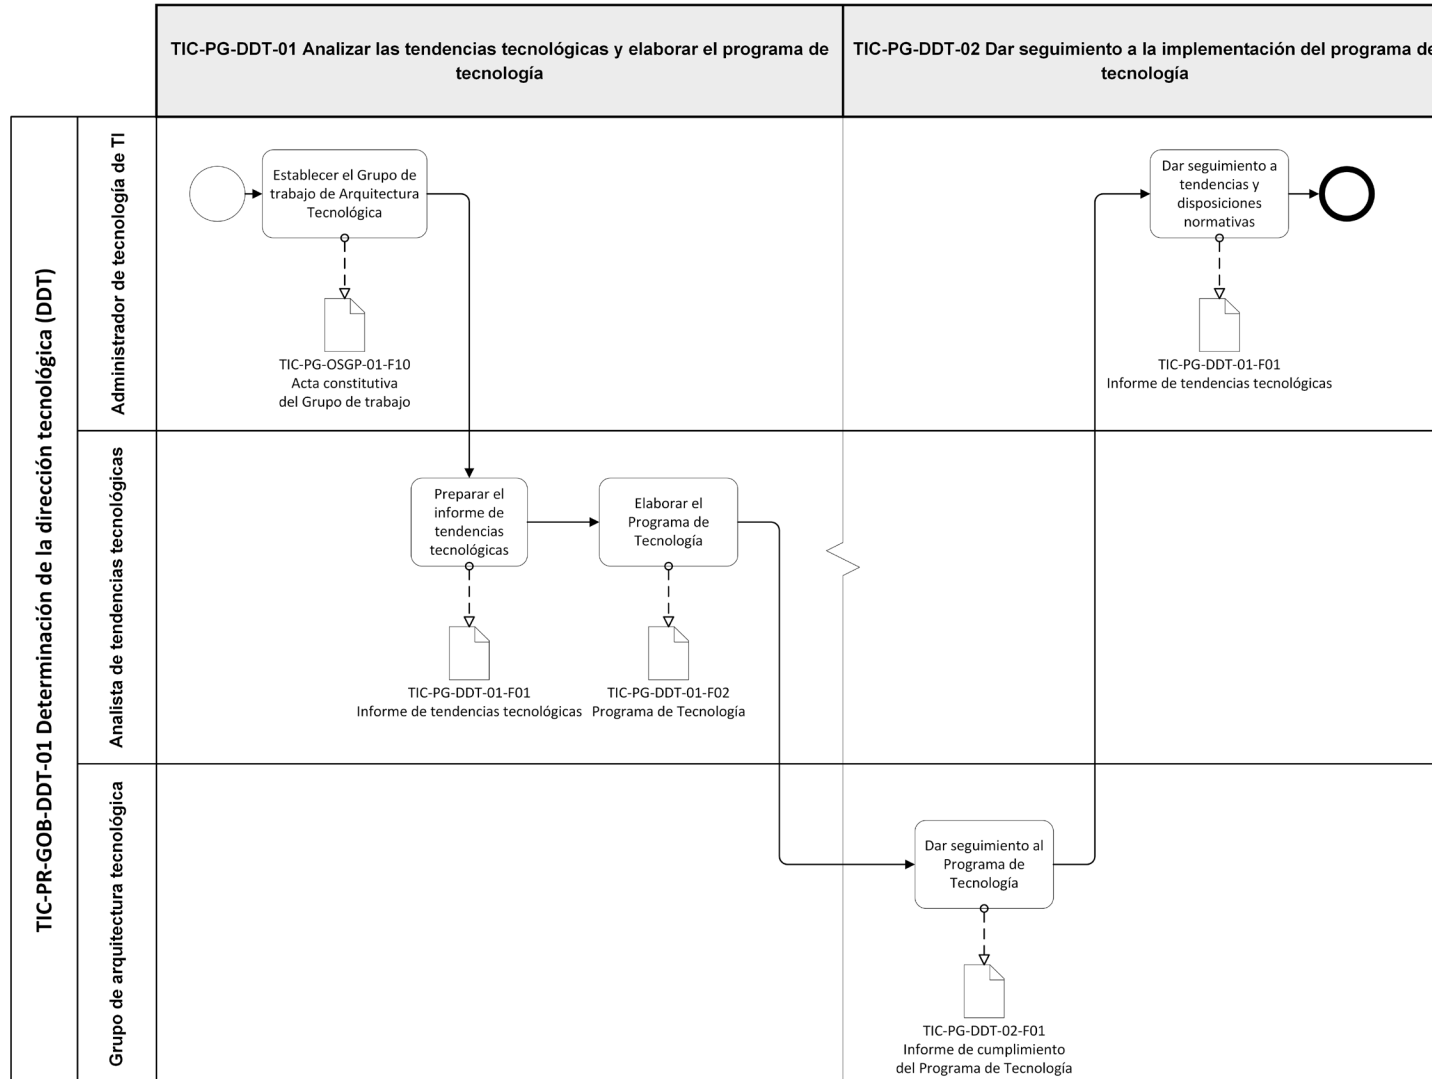 TIC-PG-DDT-01 Analizar las tendencias tecnológicas y elaborar el programa de
tecnología
TIC-PG-DDT-02 Dar seguimiento a la implementación del programa de
tecnología
TIC-PR-GOB-DDT-01 Determinación de la dirección tecnológica (DDT)
Administrador de tecnología de TI
Establecer el Grupo de
trabajo de Arquitectura
Tecnológica
TIC-PG-OSGP-01-F10
Acta constitutiva
del Grupo de trabajo
Dar seguimiento a
tendencias y
disposiciones
normativas
TIC-PG-DDT-01-F01
Informe de tendencias tecnológicas
Analista de tendencias tecnológicas
Preparar el
informe de
tendencias
tecnológicas
TIC-PG-DDT-01-F01
Informe de tendencias tecnológicas
Elaborar el
Programa de
Tecnología
TIC-PG-DDT-01-F02
Programa de Tecnología
Grupo de arquitectura tecnológica
Dar seguimiento al
Programa de
Tecnología
TIC-PG-DDT-02-F01
Informe de cumplimiento
del Programa de Tecnología